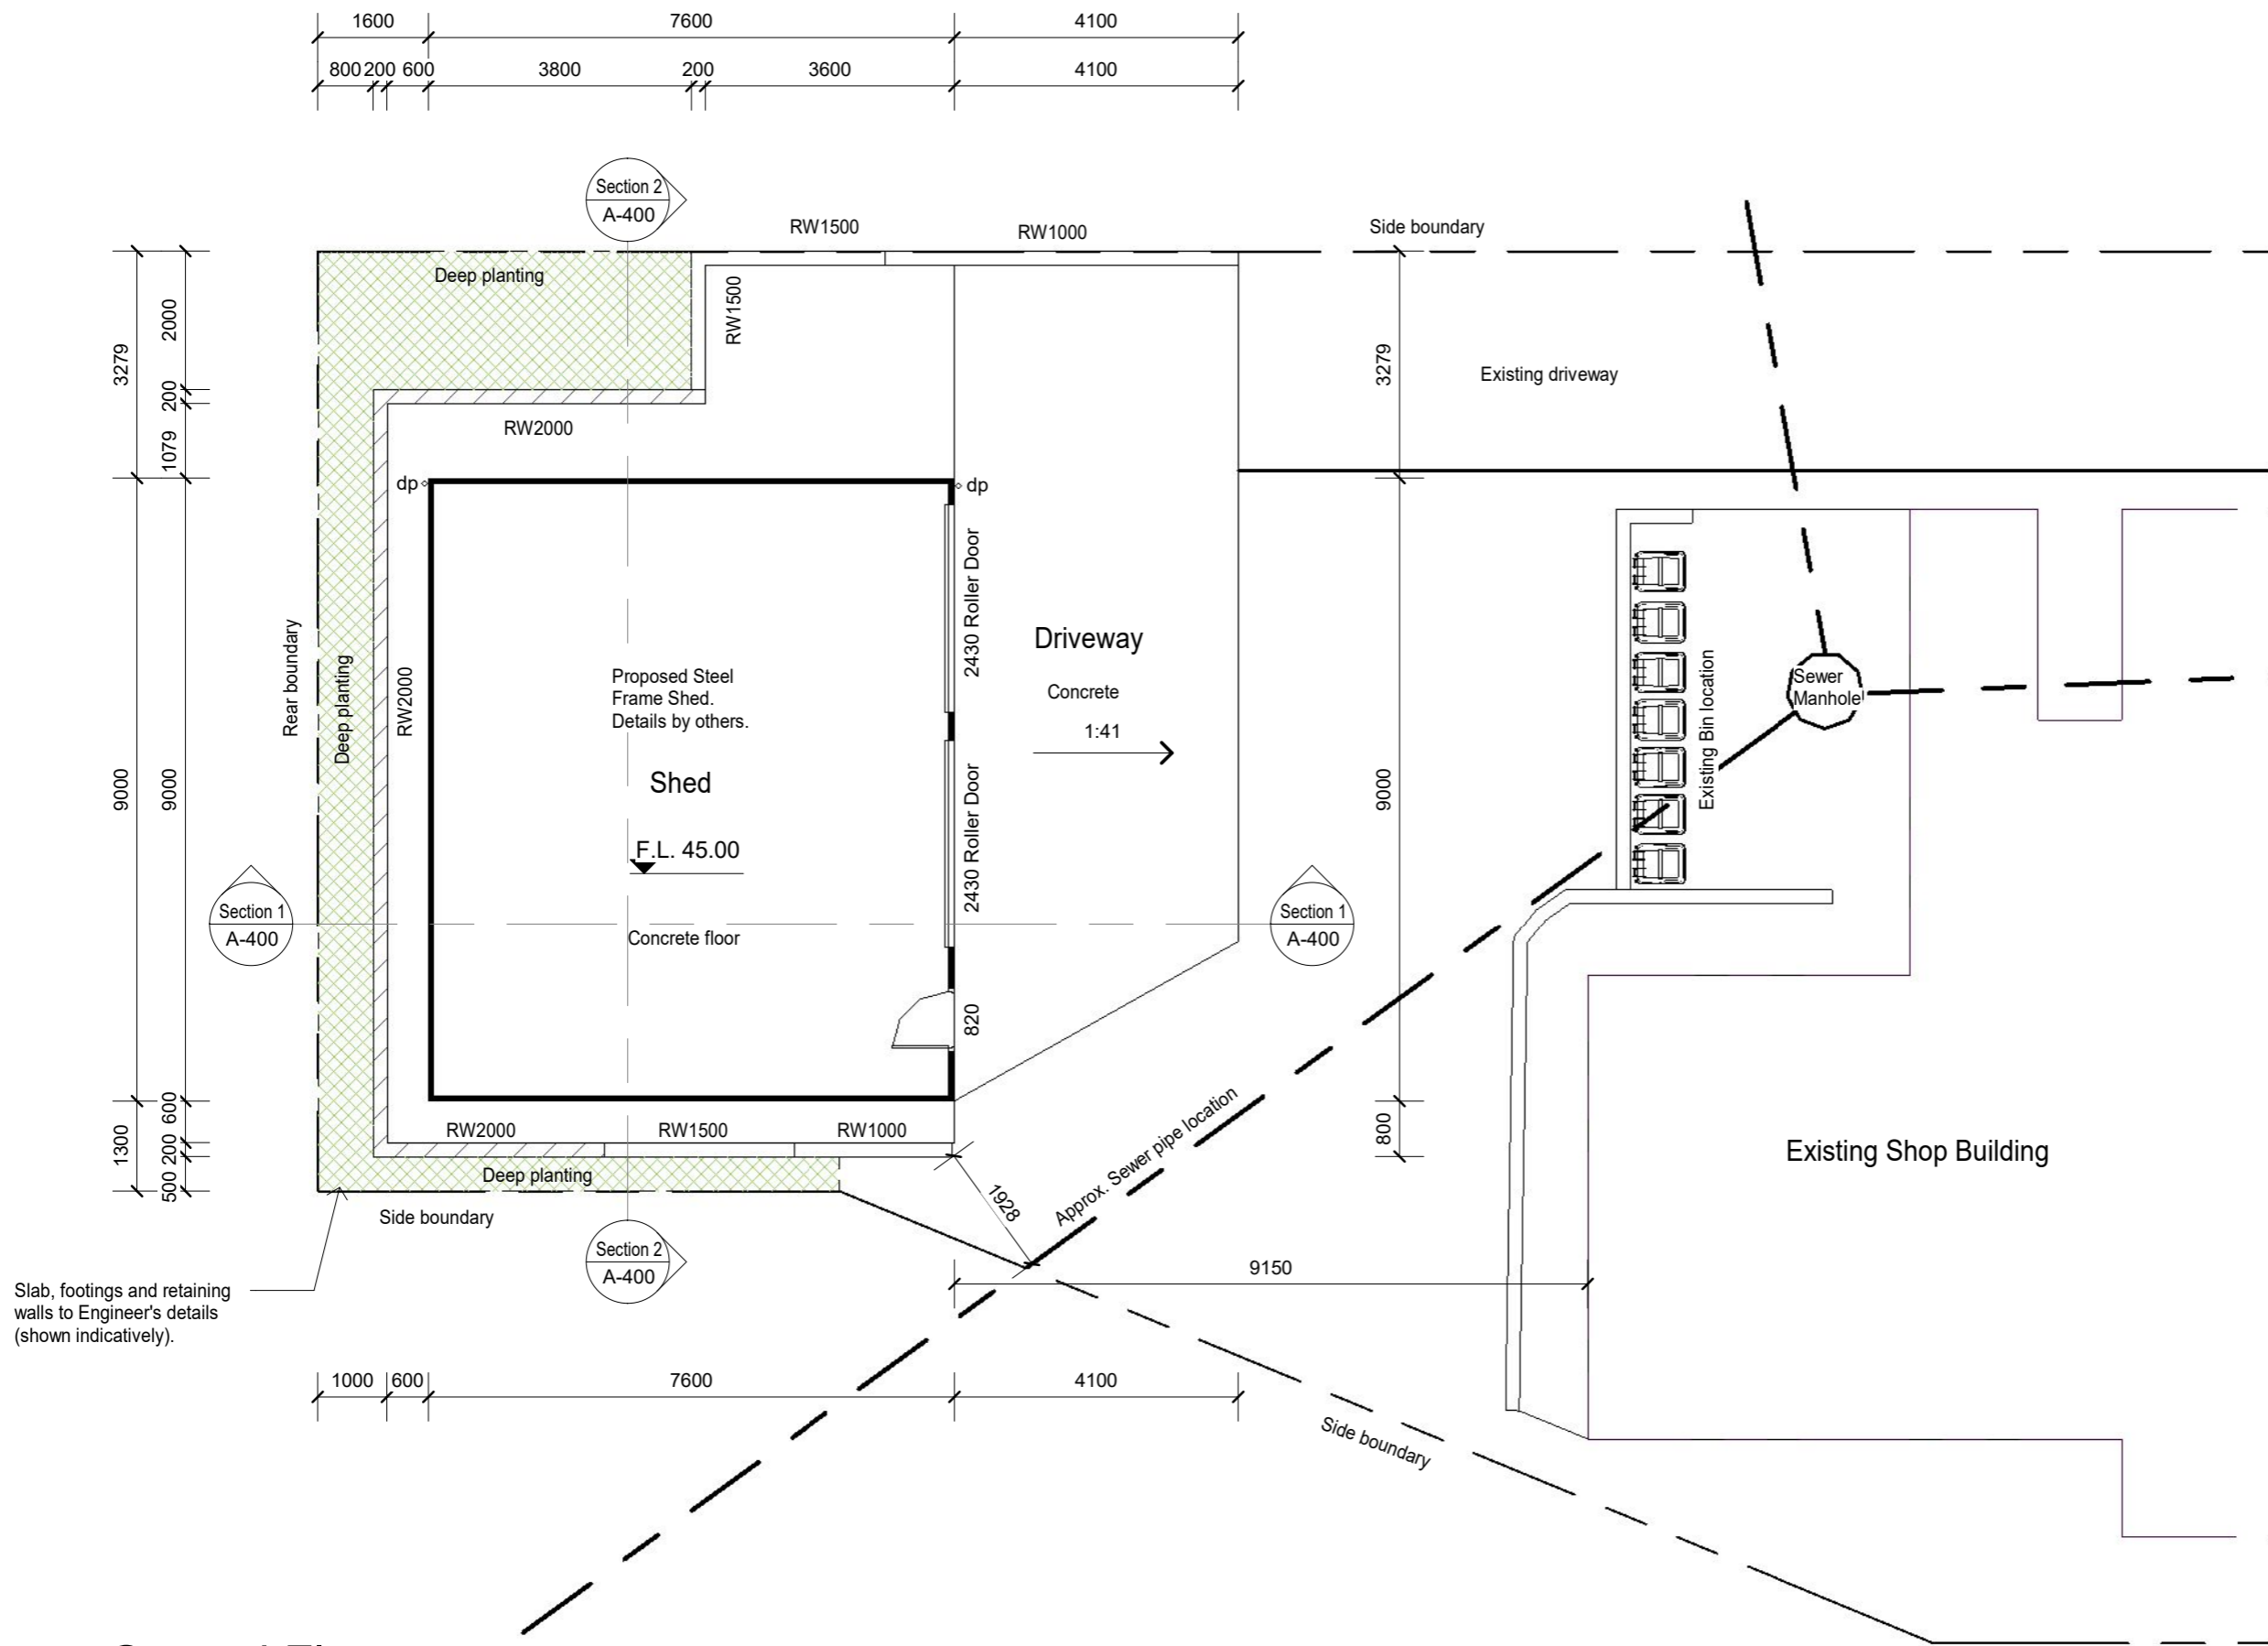 1600
7600
4100
800
200
600
3800
200
3600
4100
Section 2
A-400
RW1500
RW1000
Side boundary
Deep planting
RW1500
3279
2000
200
1079
3279
Existing driveway
RW2000
dp
dp
2430 Roller Door
Driveway
Concrete
1:41
Sewer
Manhole
Existing Bin location
Rear boundary
Deep planting
RW2000
Proposed Steel
Frame Shed.
Details by others.
Shed
9000
9000
9000
F.L. 45.00
2430 Roller Door
Section 1
A-400
Concrete floor
Section 1
A-400
820
RW2000
RW1500
RW1000
600
200
500
1300
800
Deep planting
Side boundary
1928
Approx. Sewer pipe location
Existing Shop Building
Section 2
A-400
9150
Slab, footings and retaining
walls to Engineer's details
(shown indicatively).
1000
600
7600
4100
Side boundary